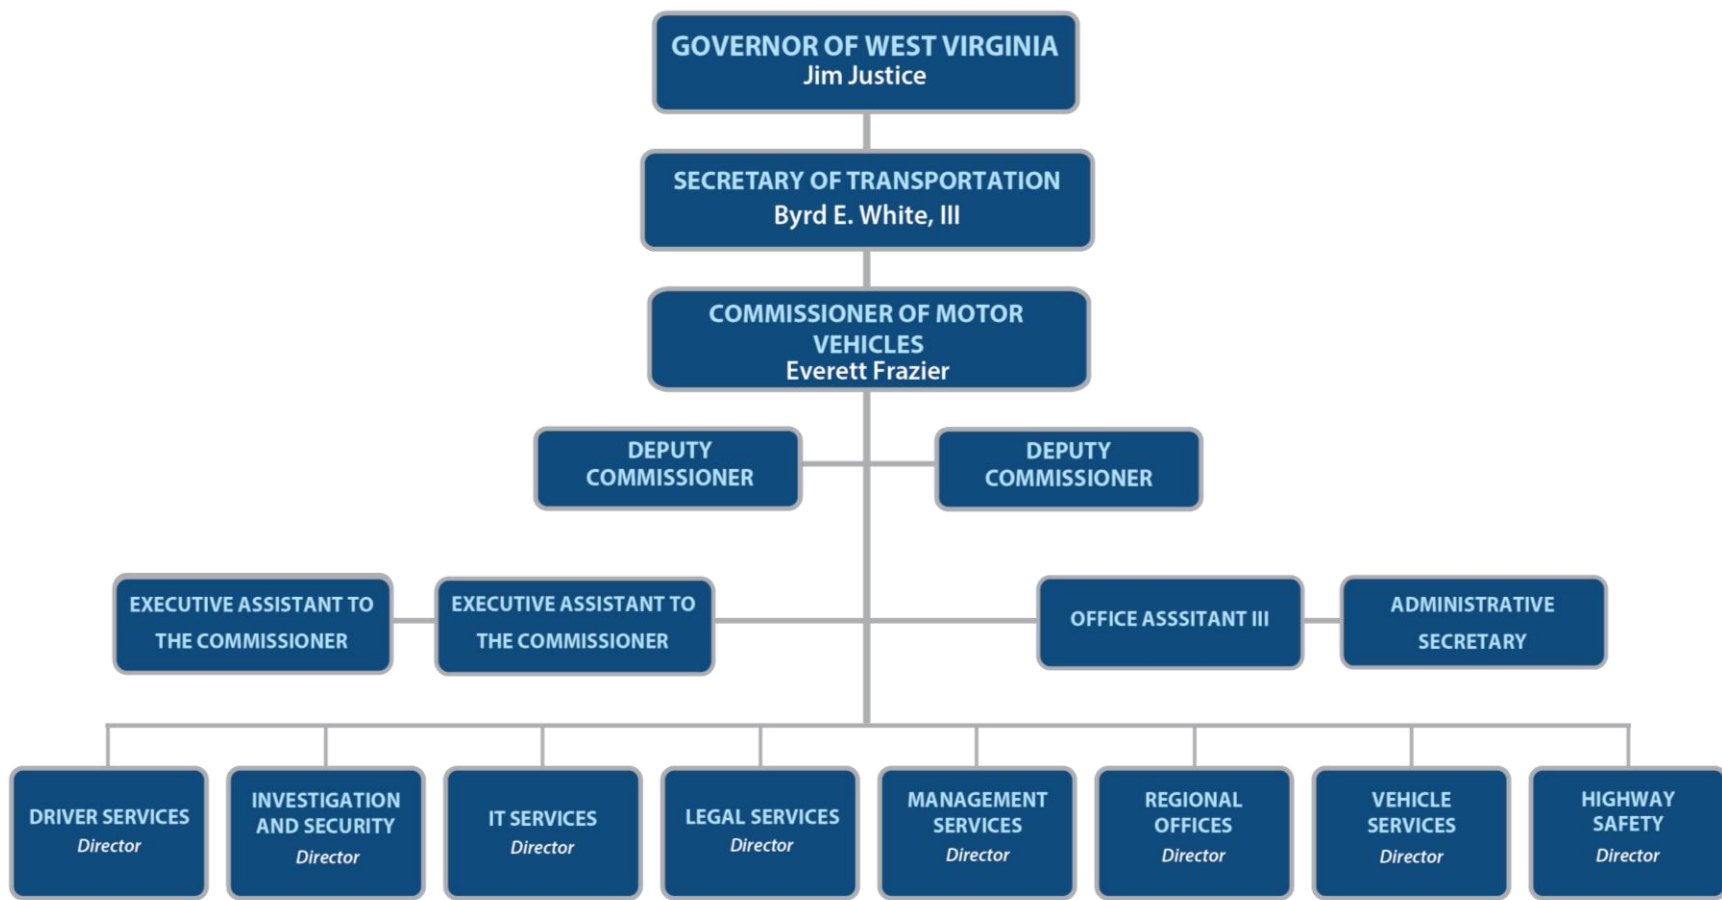 GOVERNOR OF WEST VIRGINIA
Jim Justice
SECRETARY OF TRANSPORTATION
Byrd E. White, III
COMMISSIONER OF MOTOR
VEHICLES
Everett Frazier
DEPUTY
COMMISSIONER
DEPUTY
COMMISSIONER
EXECUTIVE ASSISTANT TO
THE COMMISSIONER
EXECUTIVE ASSISTANT TO
THE COMMISSIONER
OFFICE ASSSITANT III
ADMINISTRATIVE
SECRETARY
DRIVER SERVICES
Director
INVESTIGATION
AND SECURITY
Director
IT SERVICES
Director
LEGAL SERVICES
Director
MANAGEMENT
SERVICES
Director
REGIONAL
OFFICES
Director
VEHICLE
SERVICES
Director
HIGHWAY
SAFETY
Director